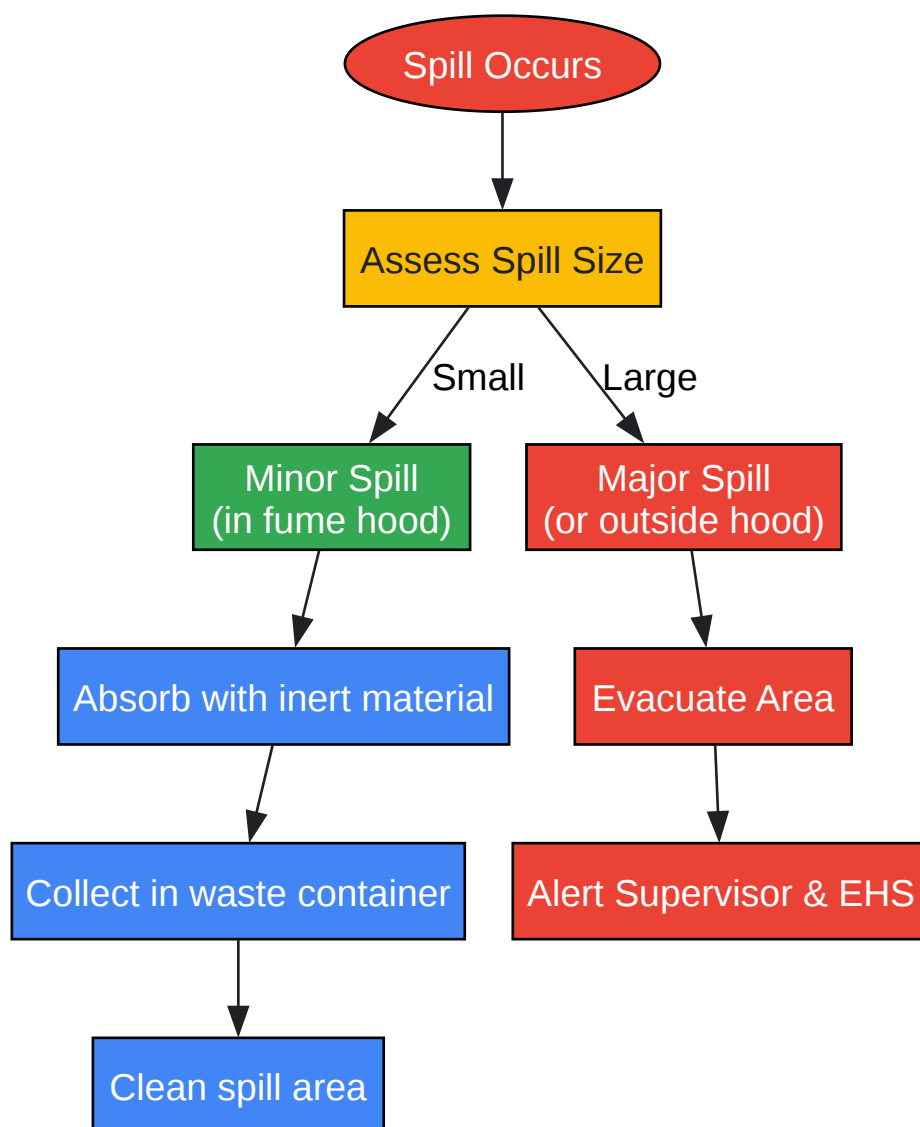 Spill Occurs
Assess Spill Size
Small
Large
Minor Spill
(in fume hood)
Major Spill
(or outside hood)
Absorb with inert material
Evacuate Area
Collect in waste container
Alert Supervisor & EHS
Clean spill area